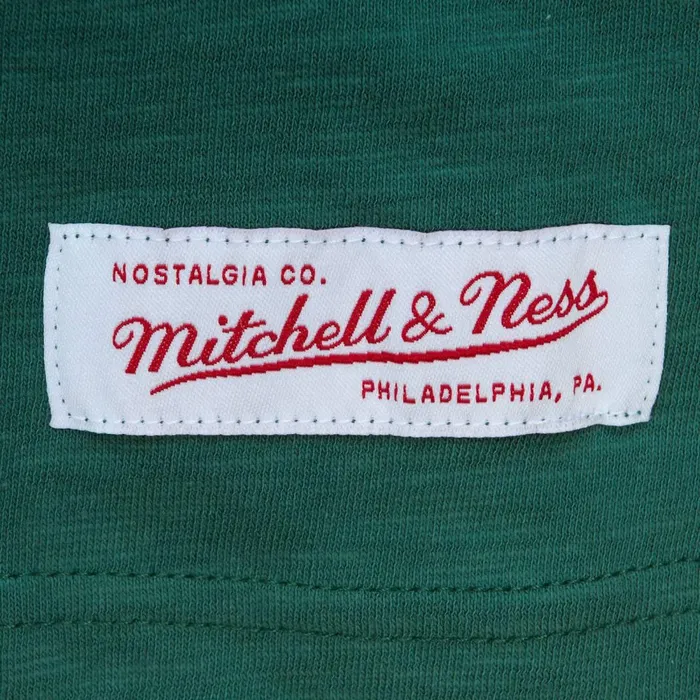 NOSTALGIA CO.
Mitchell & Ness
PHILADELPHIA, PA.